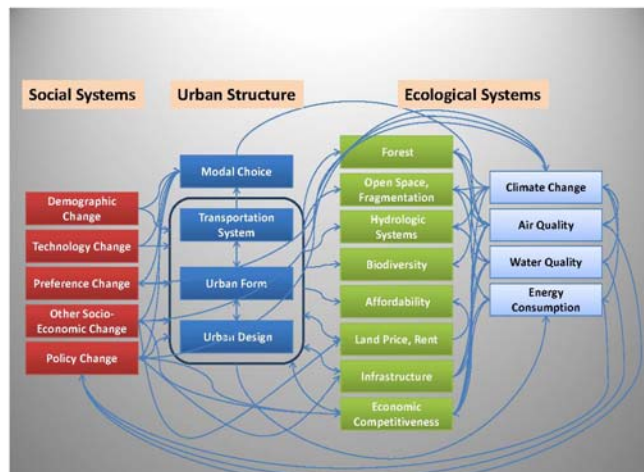 Social Systems
Urban Structure
Ecological Systems
Demographic
Change
Technology Change
Preference Change
Other Socio-
Economic Change
Policy Change
Modal Choice
Transportation
System
Urban Form
Urban Design
Forest
Open Space,
Fragmentation
Hydrologic
Systems
Biodiversity
Affordability
Land Price, Rent
Infrastructure
Economic
Competitiveness
Climate Change
Air Quality
Water Quality
Energy
Consumption